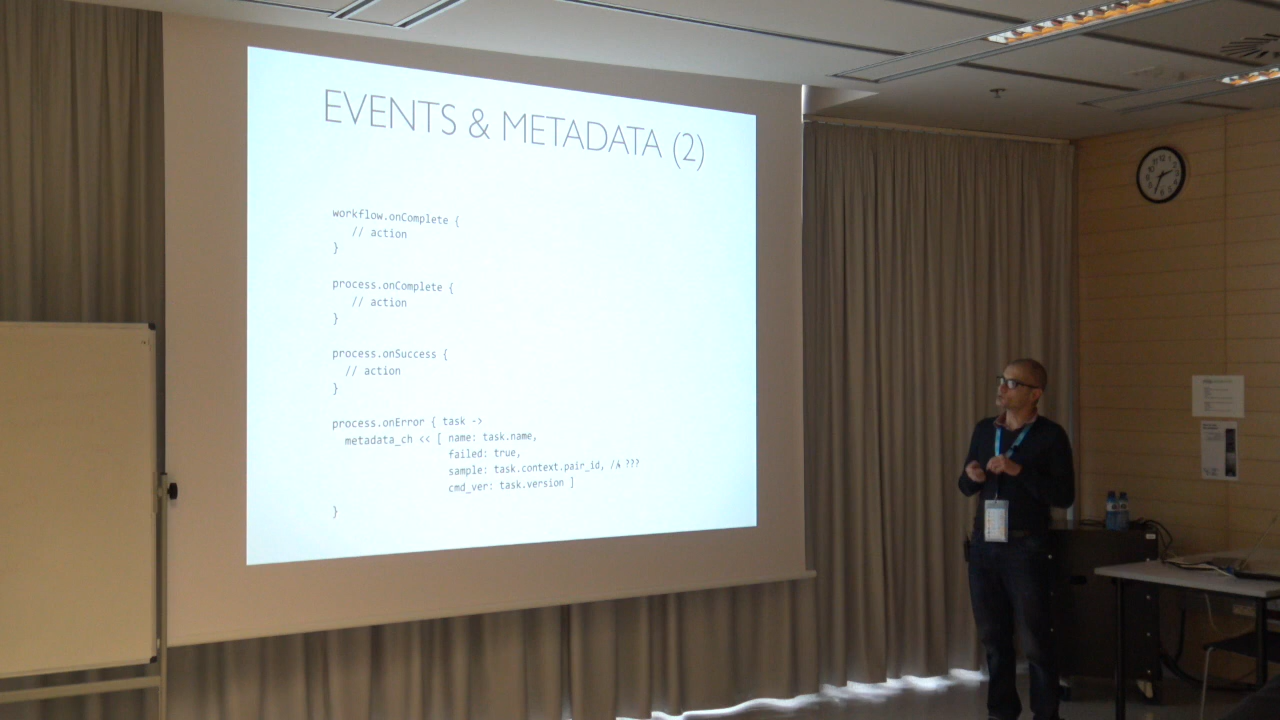 EVENTS & METADATA (2)
workflow.onComplete {
// action
}
process.onComplete {
// action
}
process.onSuccess {
// action
}
process.onError { task ->
metadata_ch << [ name: task.name,
failed: true,
sample: task.context.pair_id, // ???
cmd_ver: task.version ]
}